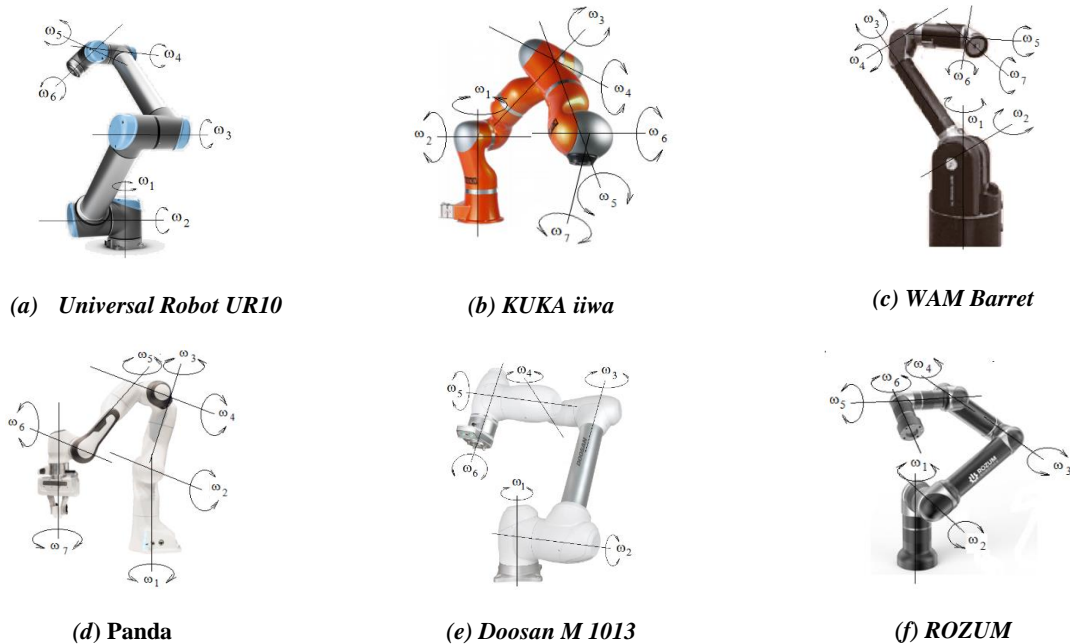 ω₅
ω₄
ω₆
ω₃
ω₁
ω₂
(a) Universal Robot UR10
ω₃
ω₁
ω₄
ω₂
ω₆
ω₅
ω₇
(b) KUKA iiwa
ω₃
ω₅
ω₄
ω₇
ω₆
ω₁
ω₂
(c) WAM Barret
ω₅
ω₃
ω₄
ω₆
ω₂
ω₇
ω₁
(d) Panda
ω₄
ω₃
ω₅
ω₆
ω₁
ω₂
(e) Doosan M 1013
ω₄
ω₆
ω₅
ω₁
ω₃
ROZUM
ω₂
(f) ROZUM